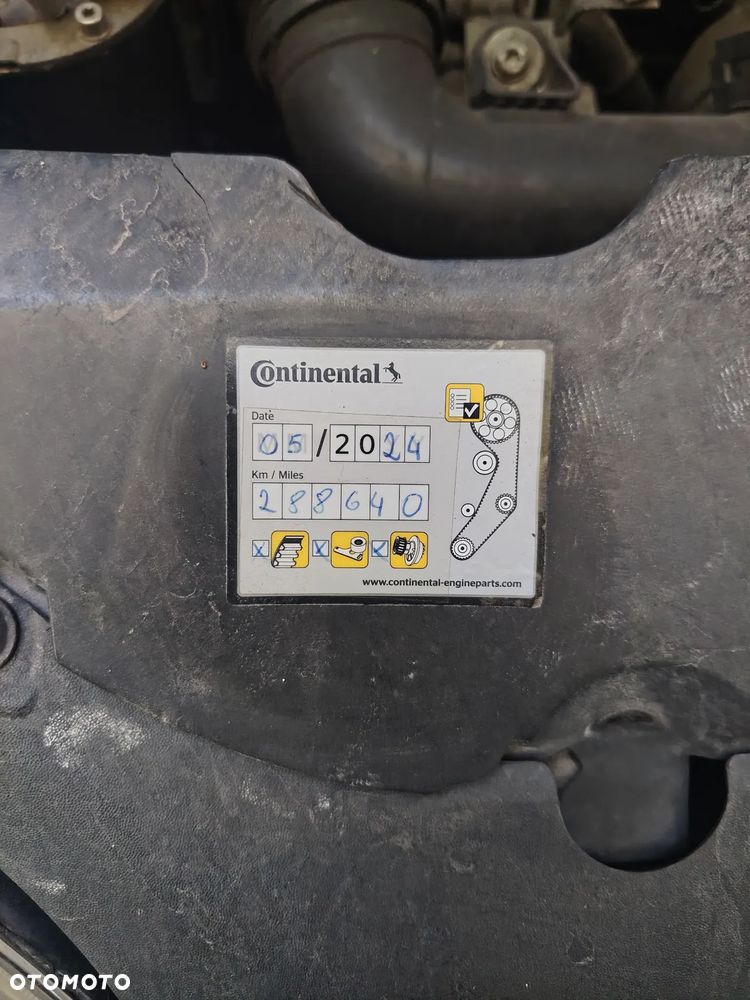 Continental
Date
05/2024
Km / Miles
288640
www.continental-engineparts.com
OTOMOTO